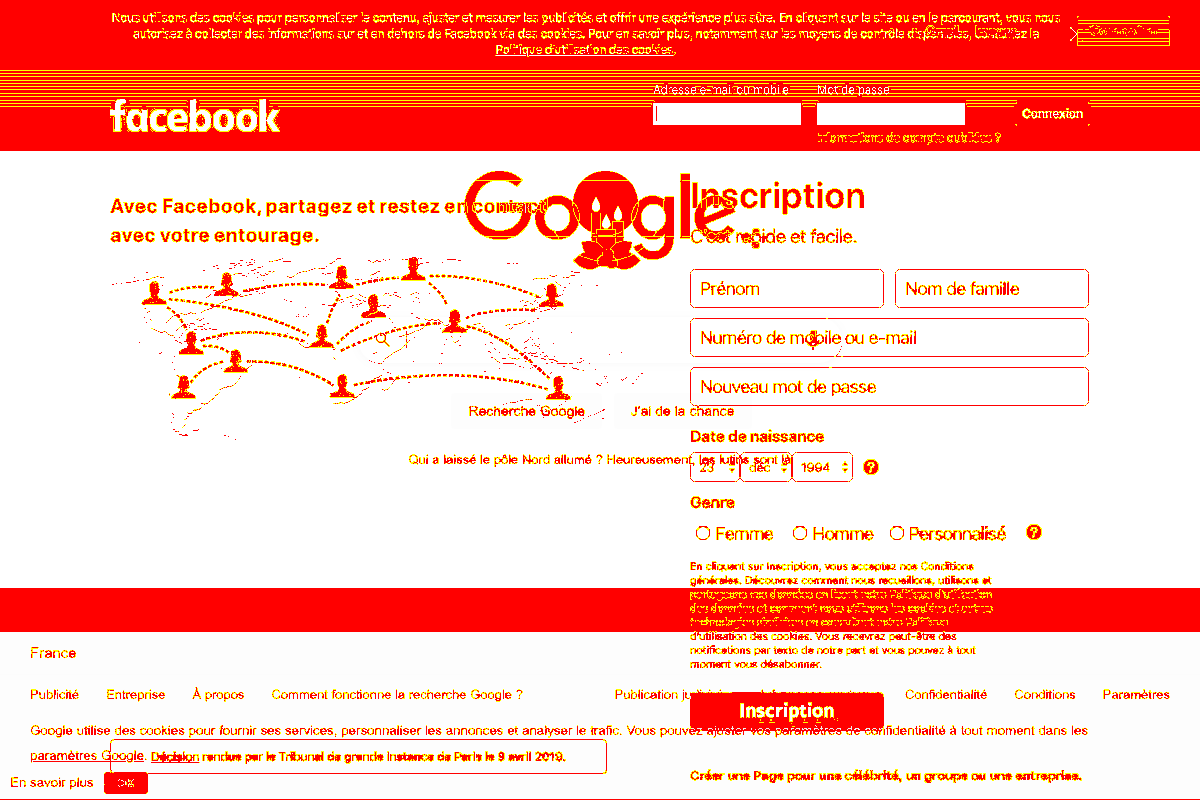 Nous utilisons des cookies pour personnaliser le contenu, ajuster et mesurer les publicités et offrir une expérience plus sûre. En cliquant sur le site ou en le parcourant, vous nous
autorisez à collecter des informations sur et en dehors de Facebook via des cookies. Pour en savoir plus, notamment sur les moyens de contrôle disponibles, consultez la
Politique d'utilisation des cookies.
Adresse e-mail ou mobile
Mot de passe
facebook
Connexion
Informations de compte oubliées ?
Google
Avec Facebook, partagez et restez en contact
avec votre entourage.
Inscription
C'est rapide et facile.
Prénom
Nom de famille
Numéro de mobile ou e-mail
Nouveau mot de passe
Recherche Google
J'ai de la chance
Date de naissance
Qui a laissé le pôle Nord allumé ? Heureusement, les lutins sont là
23
déc
1994
?
Genre
Femme
Homme
Personnalisé
?
En cliquant sur Inscription, vous acceptez nos Conditions
générales. Découvrez comment nous recueillons, utilisons et
partageons vos données en lisant notre Politique d'utilisation
des données et comment nous utilisons les cookies et autres
technologies similaires en consultant notre Politique
d'utilisation des cookies. Vous recevrez peut-être des
notifications par texto de notre part et vous pouvez à tout
moment vous désabonner.
France
Publicité
Entreprise
À propos
Comment fonctionne la recherche Google ?
Publication
Confidentialité
Conditions
Paramètres
Inscription
Google utilise des cookies pour fournir ses services, personnaliser les annonces et analyser le trafic. Vous pouvez ajuster vos paramètres de confidentialité à tout moment dans les
paramètres Google.
Décision rendue par le Tribunal de grande instance de Paris le 9 avril 2019.
Créer une Page pour une célébrité, un groupe ou une entreprise.
En savoir plus
OK